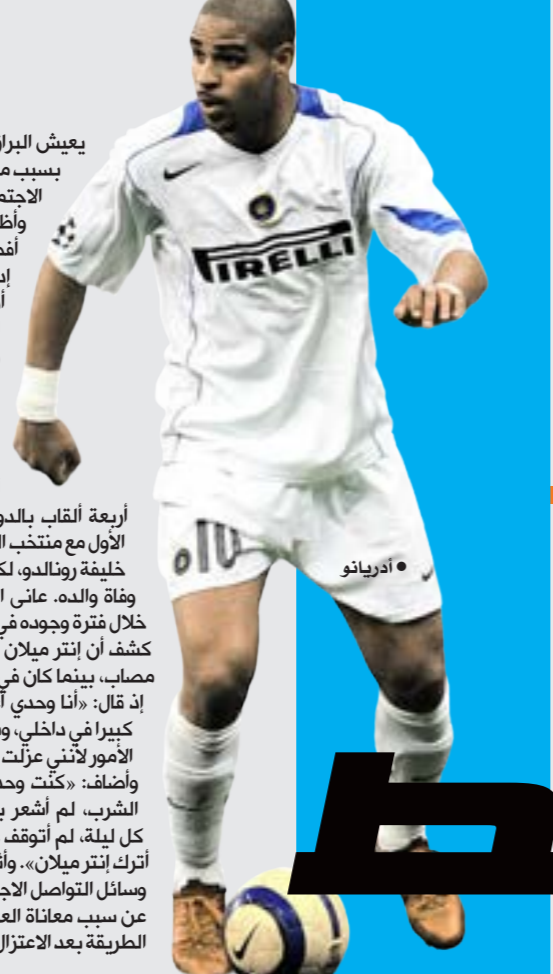 يعيش البرا
بسبب م
الاجتم
وأظ
PIRELLI
● أدريانو
10
أربعة ألقاب بالدو
الأول مع منتخب ال
خليفة رونالدو، لك
وفاة والده. عانى ا
خلال فترة وجوده في
كشف أن إنتر ميلان
مصاب، بينما كان في
إذ قال: «أنا وحدي أ
كبيرا في داخلي، و
الأمور لأنني عزلت
وأضاف: «كنت وحد
الشرب، لم أشعر ب
كل ليلة، لم أتوقف
أترك إنتر ميلان». وأ
وسائل التواصل الاج
عن سبب معاناة الع
الطريقة بعد الاعتزال